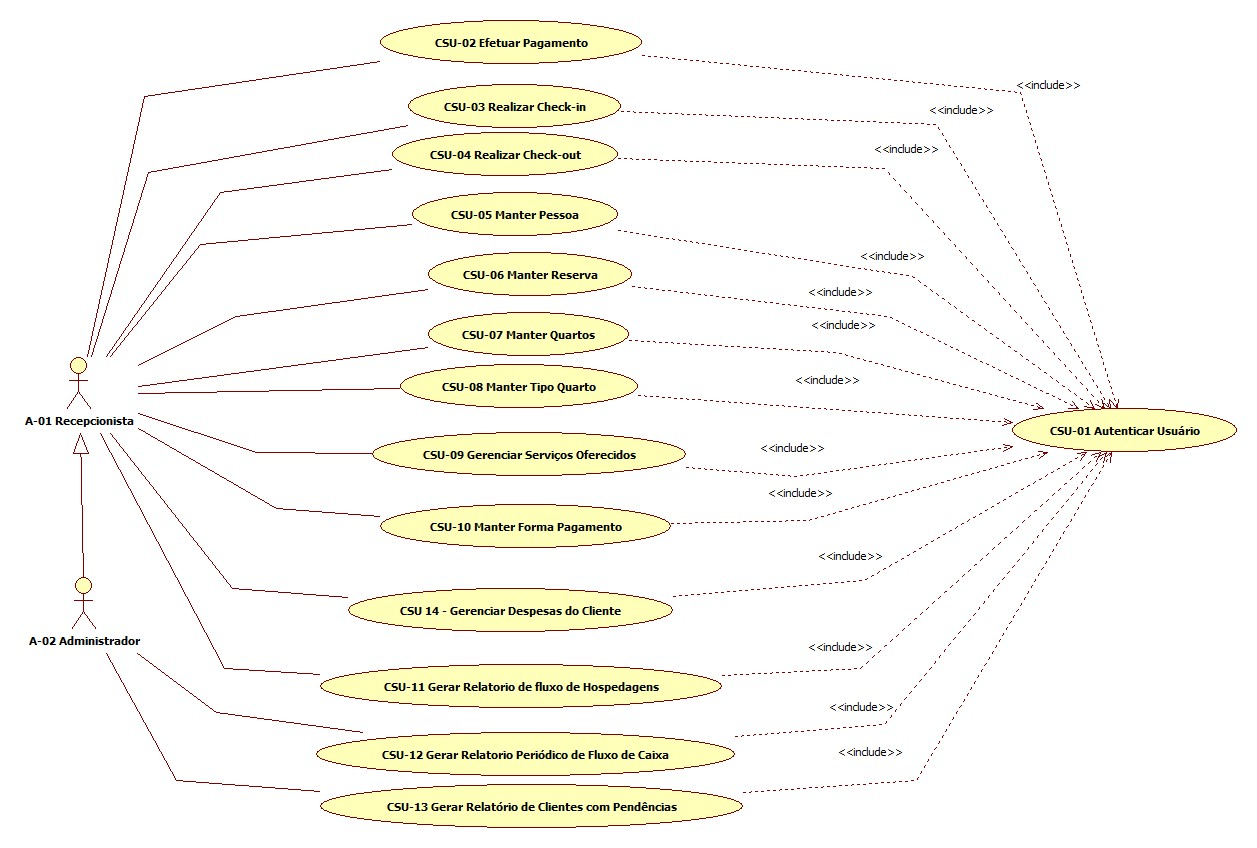 CSU-02 Efetuar Pagamento
<<include>>
CSU-03 Realizar Check-in
<<include>>
CSU-04 Realizar Check-out
<<include>>
CSU-05 Manter Pessoa
<<include>>
CSU-06 Manter Reserva
<<include>>
CSU-07 Manter Quartos
<<include>>
CSU-08 Manter Tipo Quarto
<<include>>
A-01 Recepcionista
CSU-01 Autenticar Usuário
CSU-09 Gerenciar Serviços Oferecidos
<<include>>
CSU-10 Manter Forma Pagamento
<<include>>
CSU 14 - Gerenciar Despesas do Cliente
<<include>>
A-02 Administrador
CSU-11 Gerar Relatorio de fluxo de Hospedagens
<<include>>
CSU-12 Gerar Relatorio Periódico de Fluxo de Caixa
<<include>>
CSU-13 Gerar Relatório de Clientes com Pendências
<<include>>